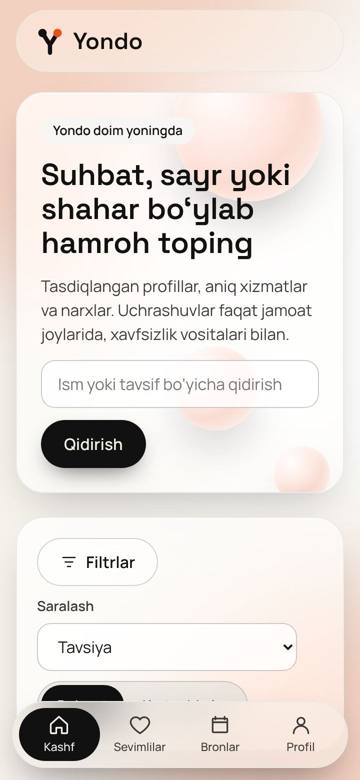 Yondo
Yondo doim yoningda
Suhbat, sayr yoki
shahar bo‘ylab
hamroh toping
Tasdiqlangan profillar, aniq xizmatlar
va narxlar. Uchrashuvlar faqat jamoat
joylarida, xavfsizlik vositalari bilan.
Ism yoki tavsif bo‘yicha qidirish
Qidirish
Filtrlar
Saralash
Tavsiya
Kashf
Sevimlilar
Bronlar
Profil